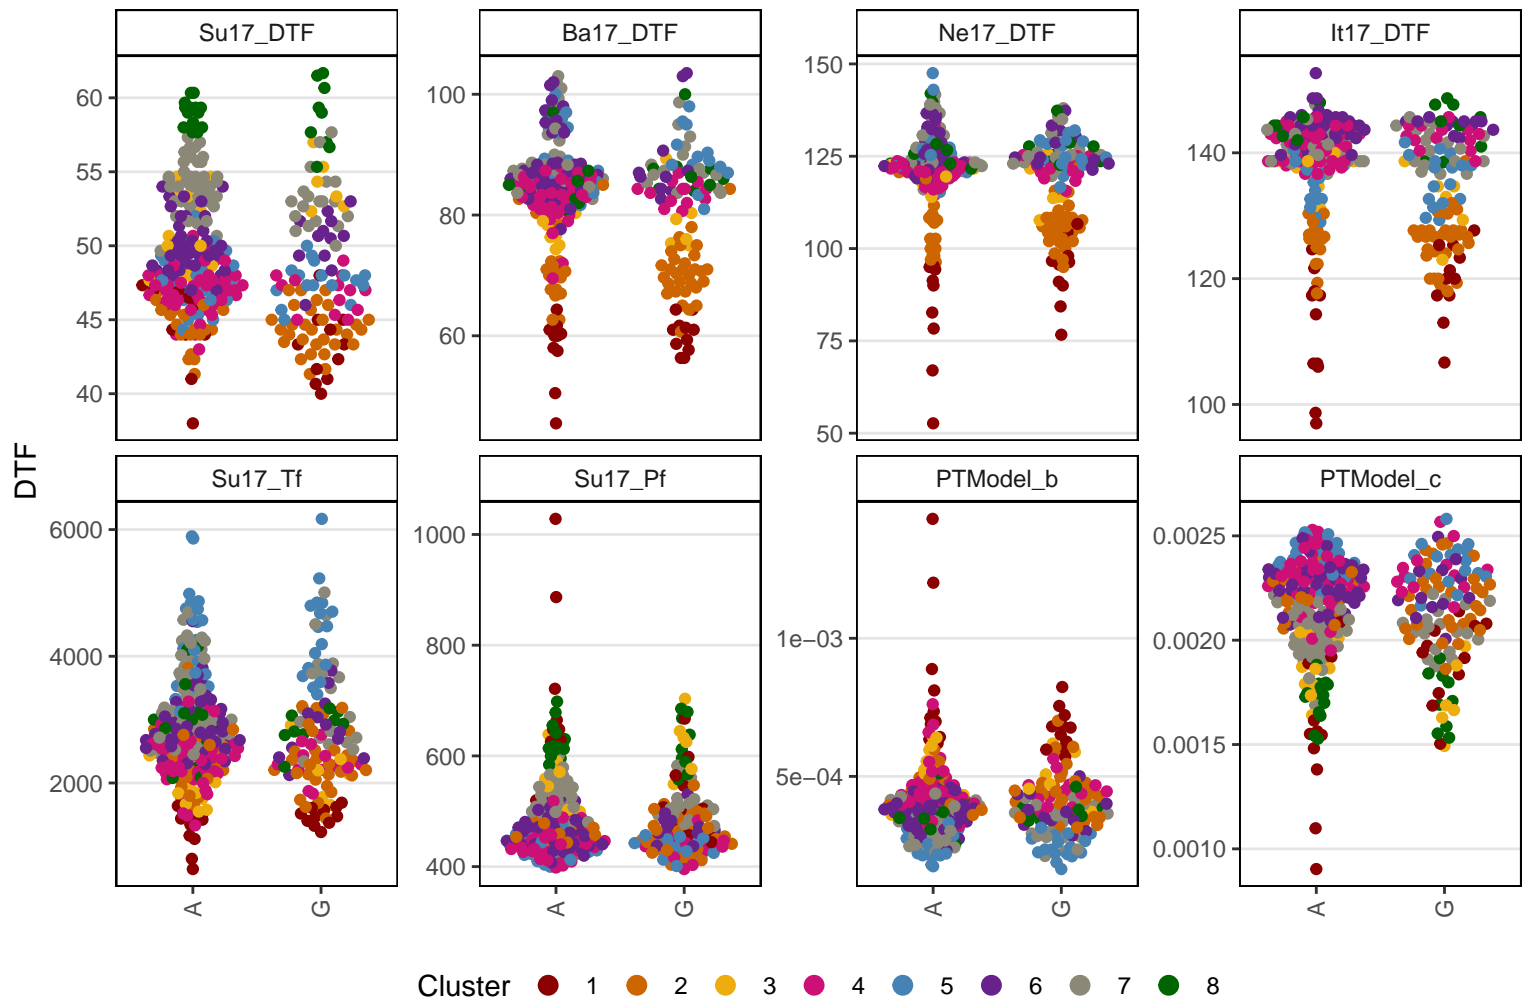 Su17_DTF
Ba17_DTF
Ne17_DTF
It17_DTF
60
55
50
45
40
100
80
60
150
125
100
75
50
140
120
100
DTF
Su17_Tf
Su17_Pf
PTModel_b
PTModel_c
6000
4000
2000
1000
800
600
400
1e−03
5e−04
0.0025
0.0020
0.0015
0.0010
A
G
A
G
A
G
A
G
Cluster 1 2 3 4 5 6 7 8